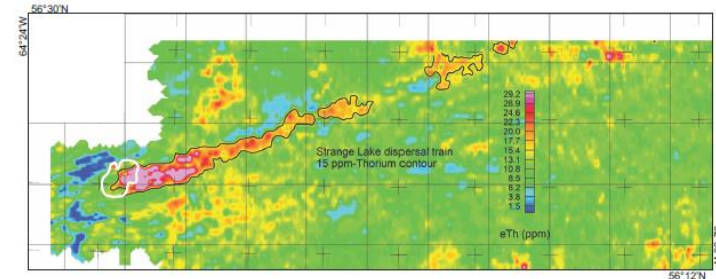 56°30'N
64°24'W
Strange Lake dispersal train
15 ppm-Thorium contour
29.2
26.9
24.6
22.3
20.0
17.7
15.4
13.1
10.8
8.5
6.2
3.8
1.5
eTh (ppm)
56°12'N